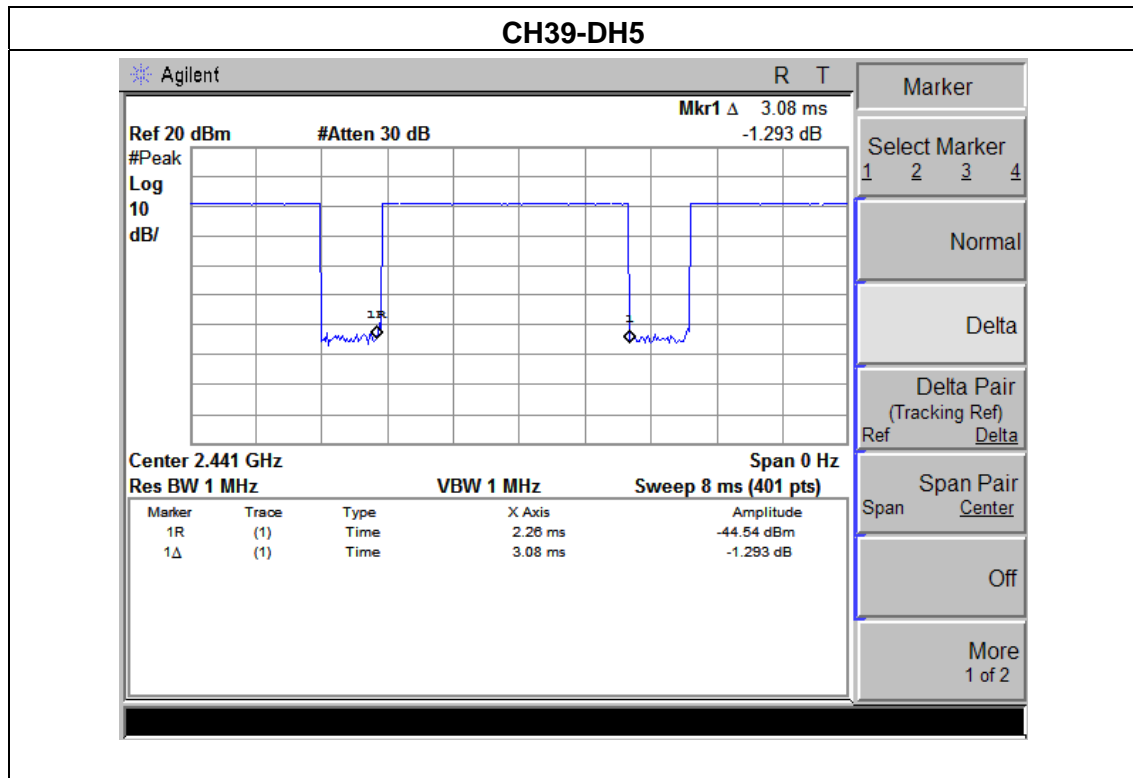 CH39-DH5
Agilent R T
Mkr1 Δ 3.08 ms
Ref 20 dBm #Atten 30 dB -1.293 dB
#Peak
Log
10
dB/
1R
1
Center 2.441 GHz Span 0 Hz
Res BW 1 MHz VBW 1 MHz Sweep 8 ms (401 pts)
Marker Trace Type X Axis Amplitude
1R (1) Time 2.26 ms -44.54 dBm
1Δ (1) Time 3.08 ms -1.293 dB
Marker
Select Marker
1 2 3 4
Normal
Delta
Delta Pair
(Tracking Ref)
Ref Delta
Span Pair
Span Center
Off
More
1 of 2